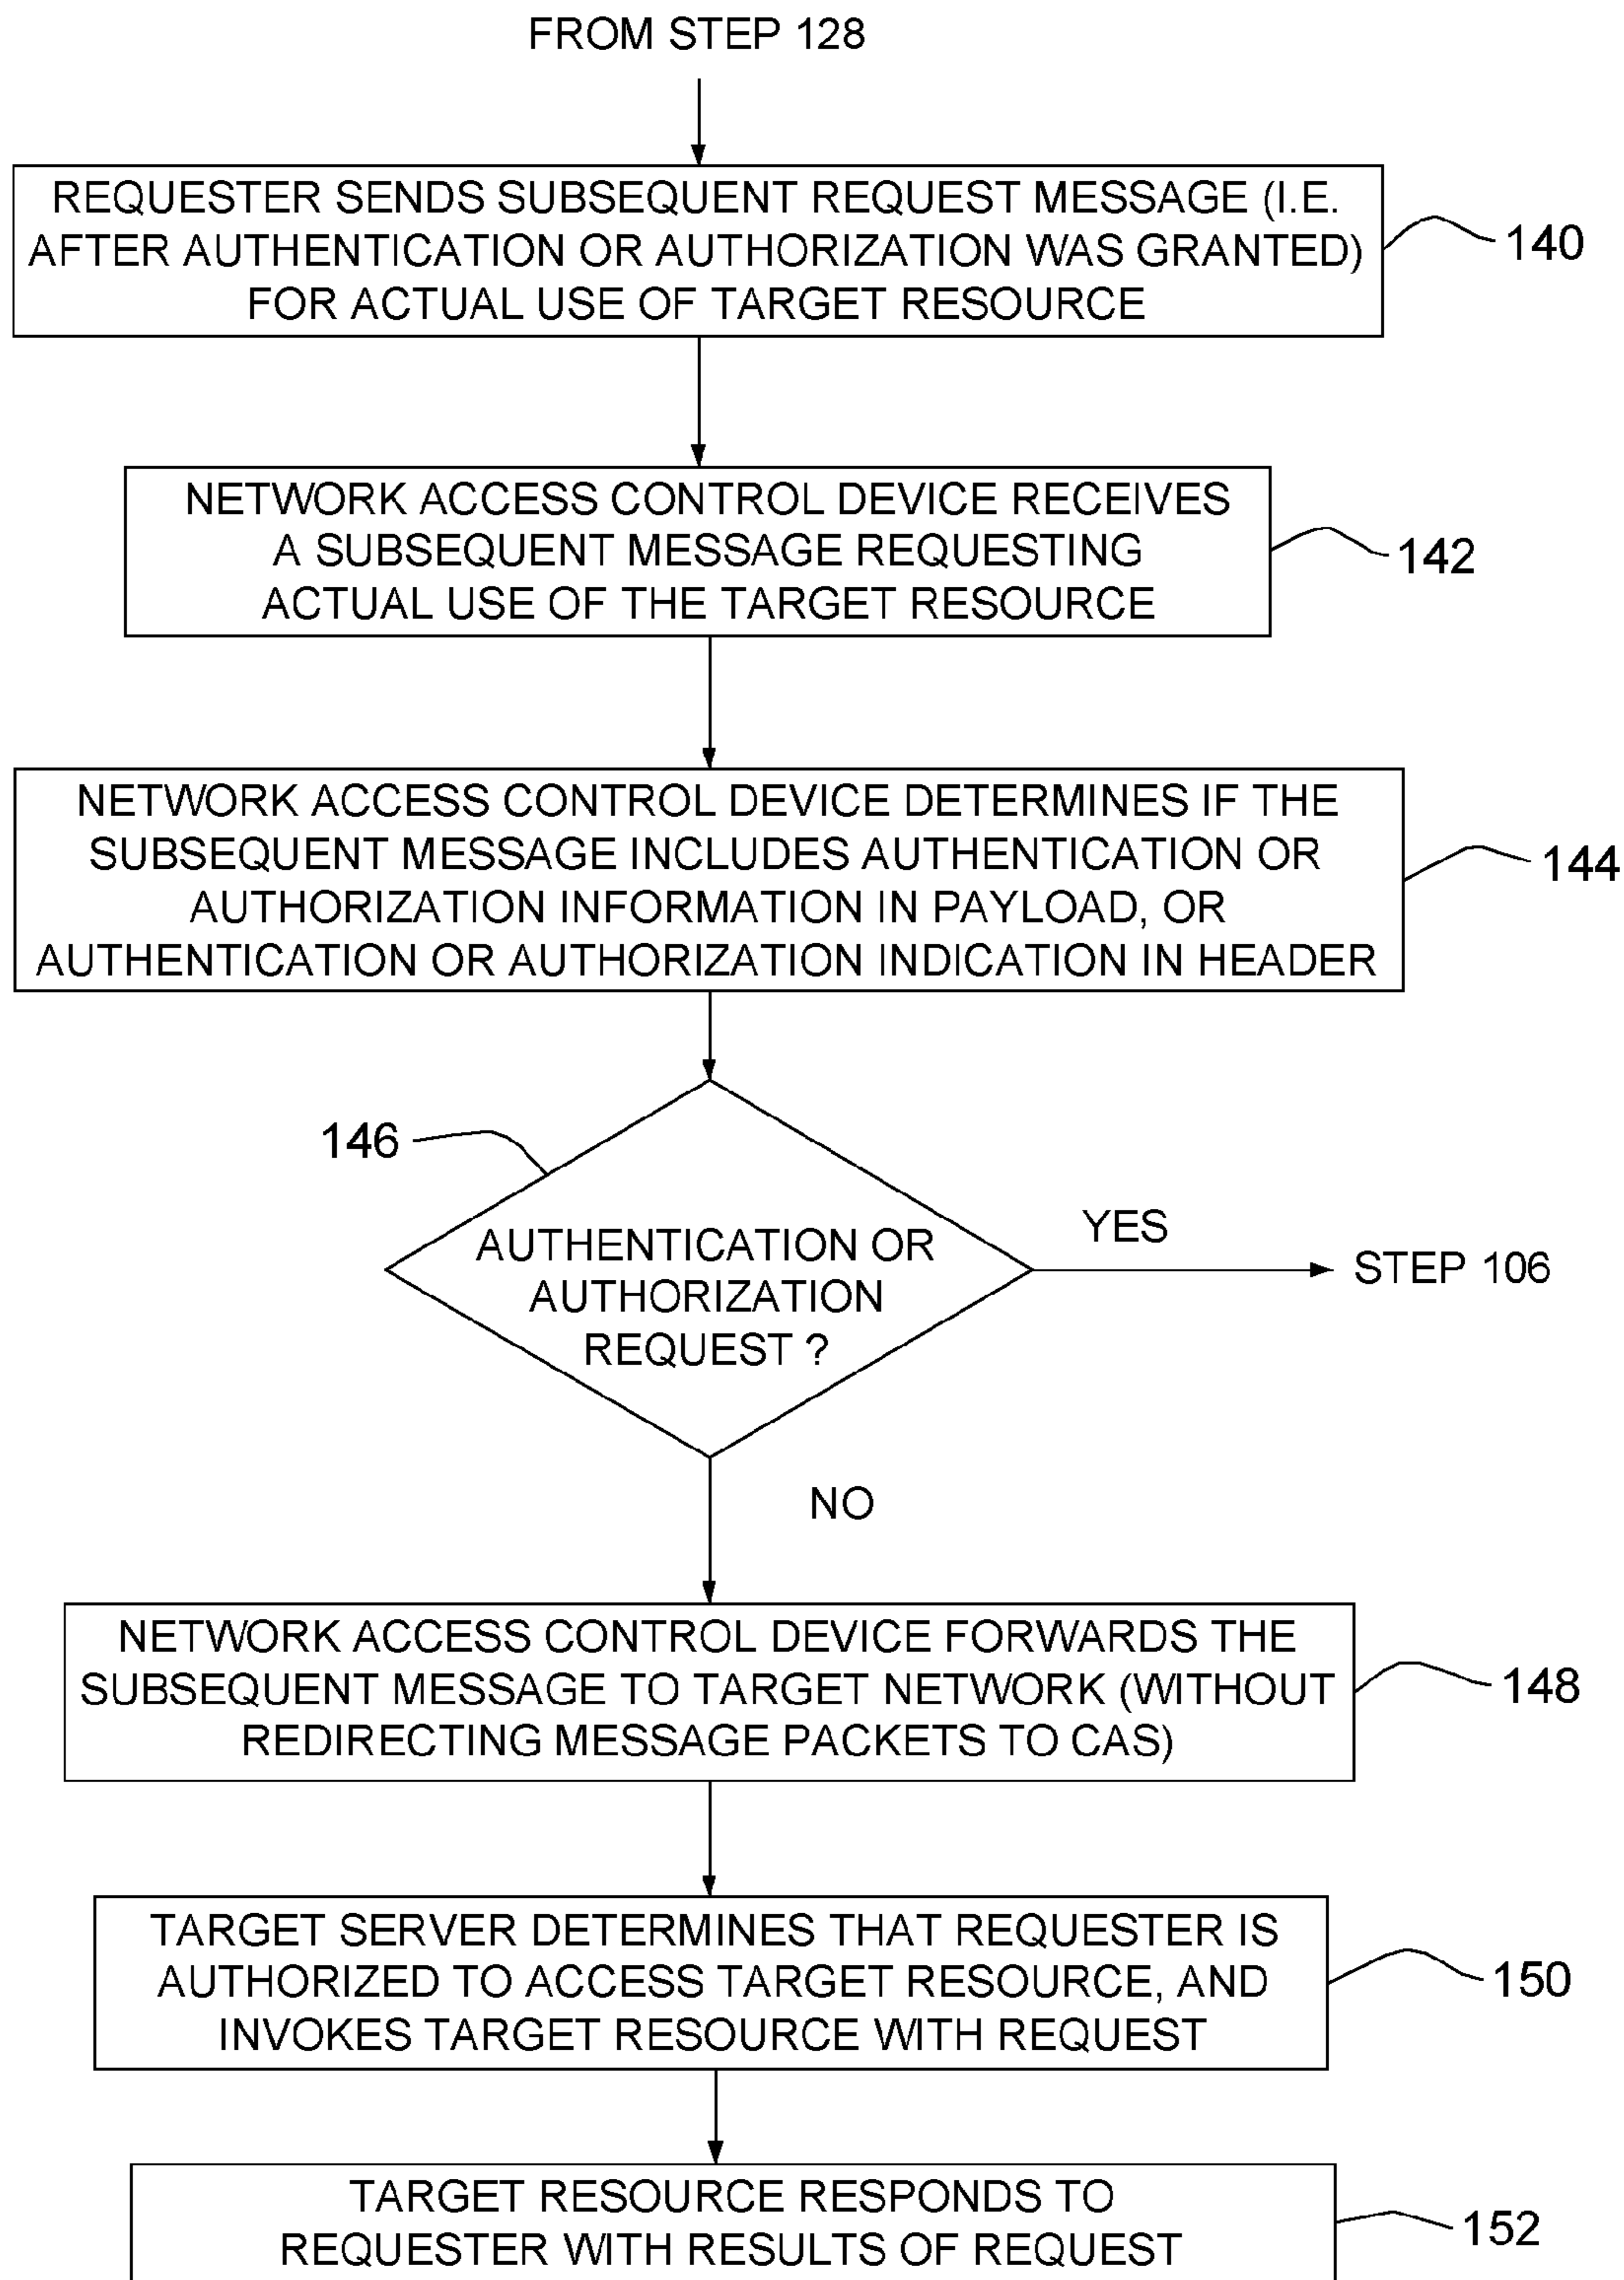 FROM STEP 128
REQUESTER SENDS SUBSEQUENT REQUEST MESSAGE (I.E.
AFTER AUTHENTICATION OR AUTHORIZATION WAS GRANTED)
FOR ACTUAL USE OF TARGET RESOURCE
140
NETWORK ACCESS CONTROL DEVICE RECEIVES
A SUBSEQUENT MESSAGE REQUESTING
ACTUAL USE OF THE TARGET RESOURCE
142
NETWORK ACCESS CONTROL DEVICE DETERMINES IF THE
SUBSEQUENT MESSAGE INCLUDES AUTHENTICATION OR
AUTHORIZATION INFORMATION IN PAYLOAD, OR
AUTHENTICATION OR AUTHORIZATION INDICATION IN HEADER
144
146
AUTHENTICATION OR
AUTHORIZATION
REQUEST ?
YES
STEP 106
NO
NETWORK ACCESS CONTROL DEVICE FORWARDS THE
SUBSEQUENT MESSAGE TO TARGET NETWORK (WITHOUT
REDIRECTING MESSAGE PACKETS TO CAS)
148
TARGET SERVER DETERMINES THAT REQUESTER IS
AUTHORIZED TO ACCESS TARGET RESOURCE, AND
INVOKES TARGET RESOURCE WITH REQUEST
150
TARGET RESOURCE RESPONDS TO
REQUESTER WITH RESULTS OF REQUEST
152